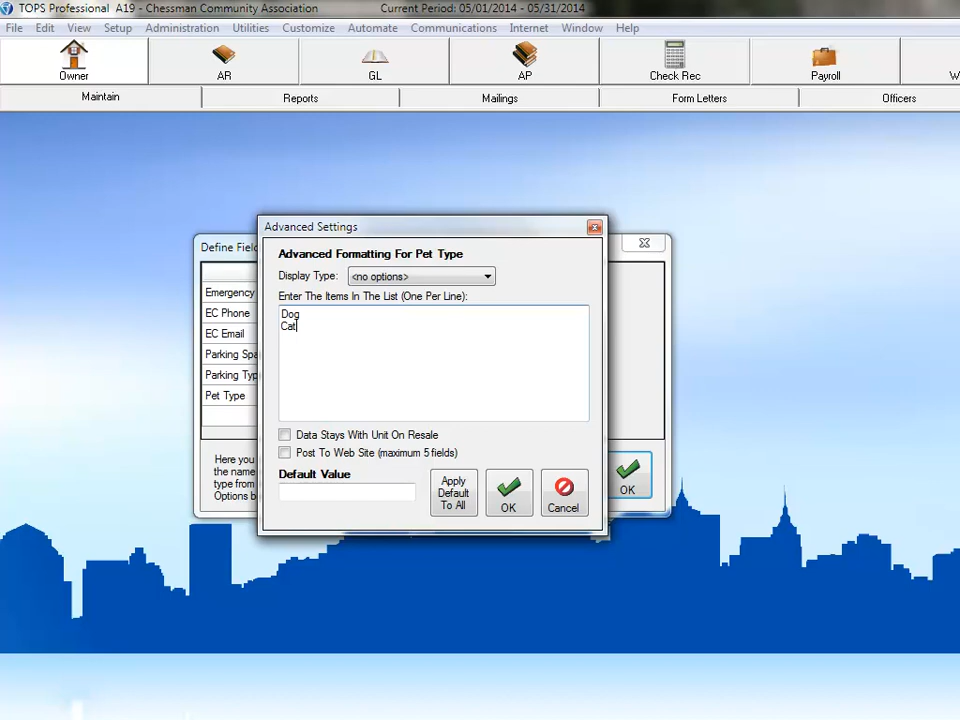 TOPS Professional A19 - Chessman Community Association Current Period: 05/01/2014 - 05/31/2014
File Edit View Setup Administration Utilities Customize Automate Communications Internet Window Help
Owner AR GL AP Check Rec Payroll
Maintain Reports Mailings Form Letters Officers
Advanced Settings
Define
Advanced Formatting For Pet Type
Display Type: <no options>
Enter The Items In The List (One Per Line):
Emergency
EC Phone
EC Email
Parking
Parking
Pet Type
Dog
Cat
Data Stays With Unit On Resale
Post To Web Site (maximum 5 fields)
Here you
the name
type from
Options
Default Value
Apply
Default
To All
OK
Cancel
OK